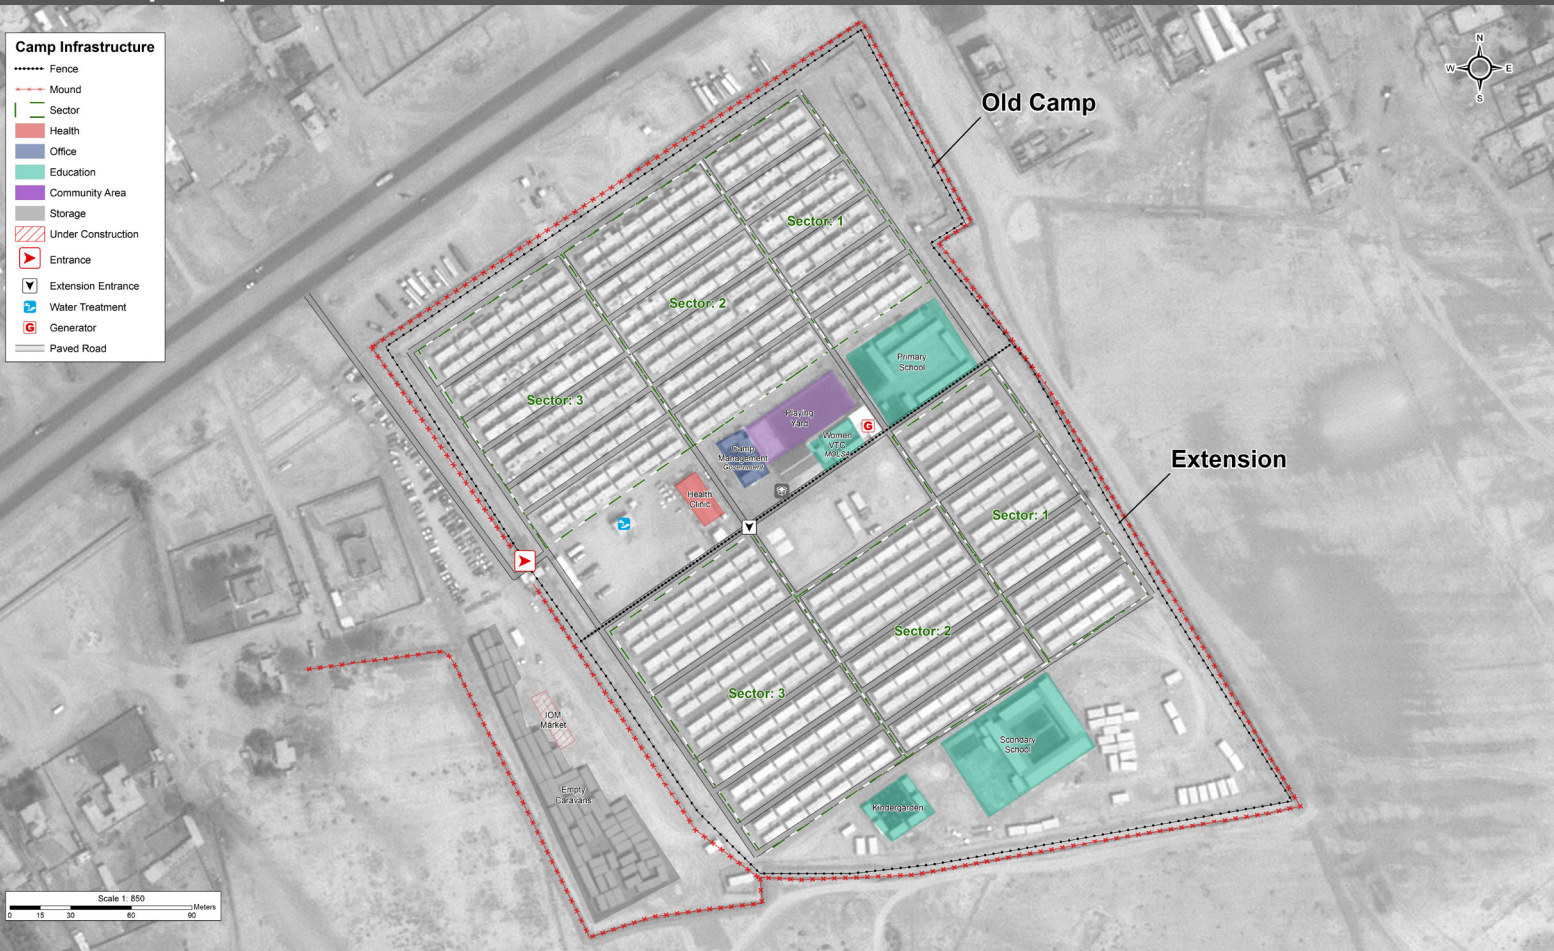 Camp Infrastructure
Fence
Mound
Sector
Health
Office
Education
Community Area
Storage
Under Construction
Entrance
Extension Entrance
Water Treatment
G
Generator
Paved Road
N
W
E
S
Old Camp
Sector: 1
Sector: 2
Sector: 3
Primary
School
Playing
Yard
G
Women
VTC
MOLSA
Camp
Management
Government
Health
Clinic
Extension
Sector: 1
Sector: 2
Sector: 3
IOM
Market
Empty
Caravans
Scondary
School
Kindergarden
Scale 1: 850
Meters
0 15 30 60 90